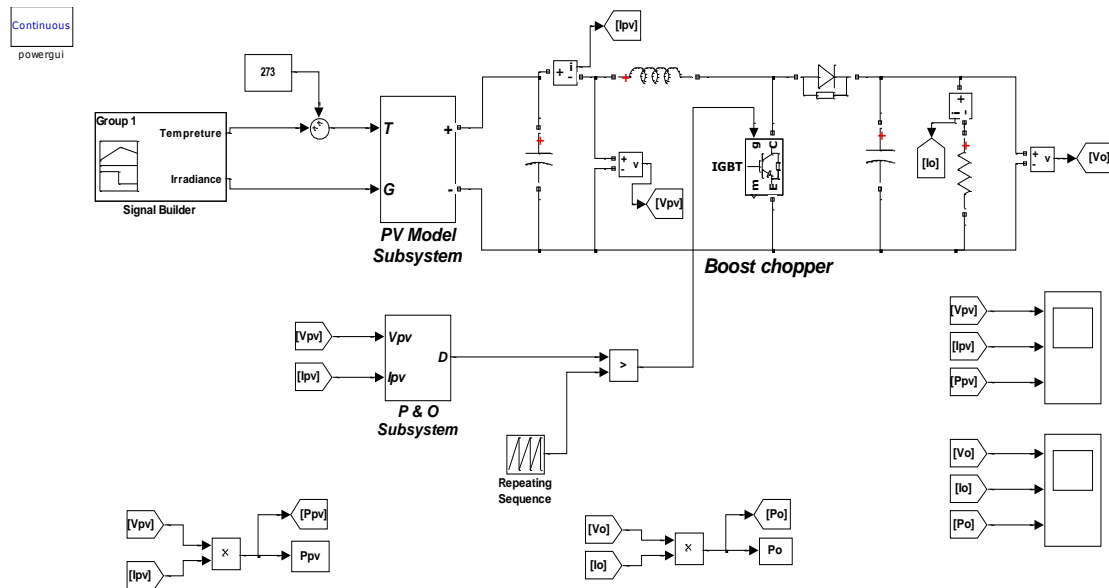 Continuous
powergui
273
Group 1
Tempreture
Irradiance
Signal Builder
T
G
+
-
PV Model
Subsystem
[Ipv]
+ i
-
+
- v
[Vpv]
g C
IGBT
m E
Boost chopper
+
i -
[Io]
+
- v
[Vo]
[Vpv]
[Ipv]
Vpv
Ipv
D
P & O
Subsystem
>
Repeating
Sequence
[Vpv]
[Ipv]
[Ppv]
[Vo]
[Io]
[Po]
[Vpv]
[Ipv]
×
[Ppv]
Ppv
[Vo]
[Io]
×
[Po]
Po